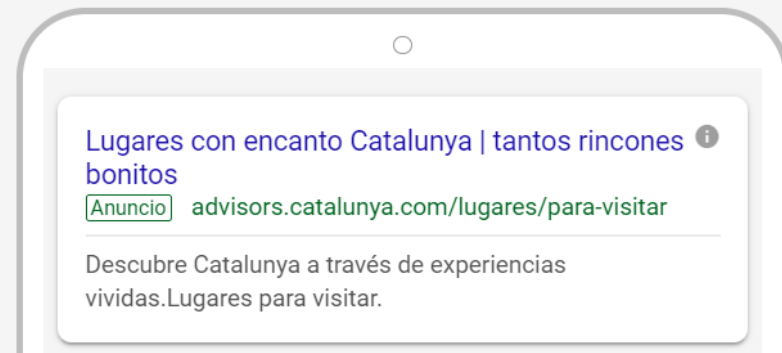 Lugares con encanto Catalunya | tantos rincones
bonitos
Anuncio advisors.catalunya.com/lugares/para-visitar
Descubre Catalunya a través de experiencias
vividas.Lugares para visitar.